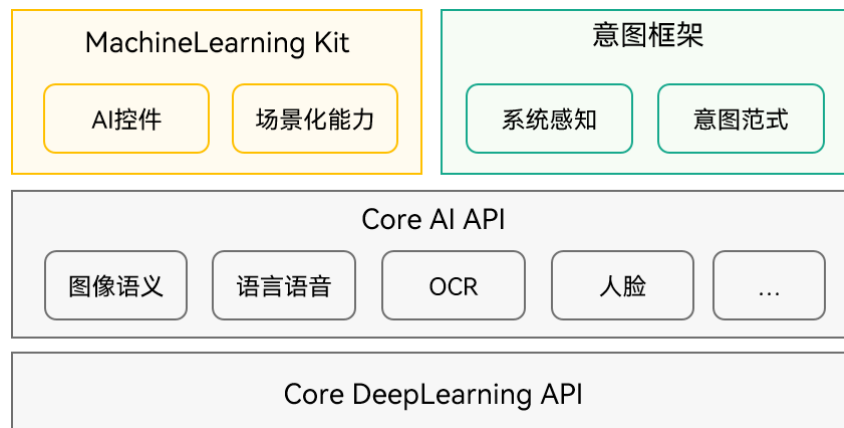 MachineLearning Kit
AI控件
场景化能力
意图框架
系统感知
意图范式
Core AI API
图像语义
语言语音
OCR
人脸
...
Core DeepLearning API